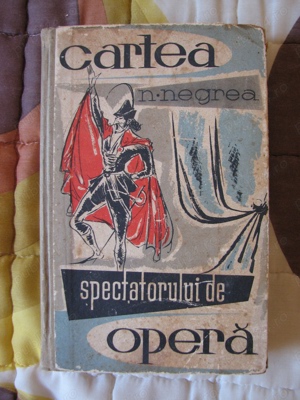 cartea
n·negrea
spectatorului de
operă